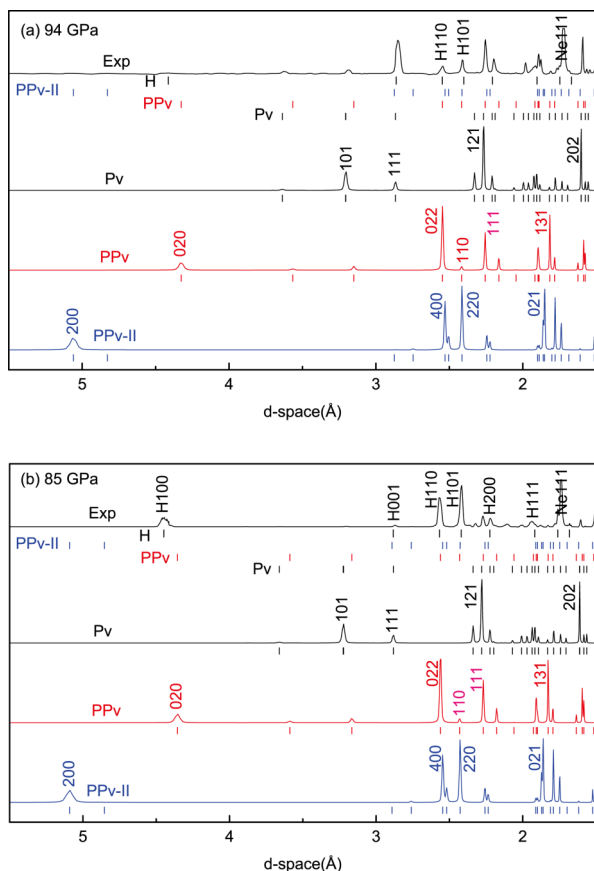 (a) 94 GPa
Exp
H
PPv-II
PPv
Pv
H110
H101
Ne111
Pv
101
111
121
202
PPv
020
022
110
111
131
PPv-II
200
400
220
021
5 4 3 2
d-space(Å)
(b) 85 GPa
Exp
H100
H001
H110
H101
H200
H111
Ne111
H
PPv-II
PPv
Pv
Pv
101
111
121
202
PPv
020
022
110
111
131
PPv-II
200
400
220
021
5 4 3 2
d-space(Å)